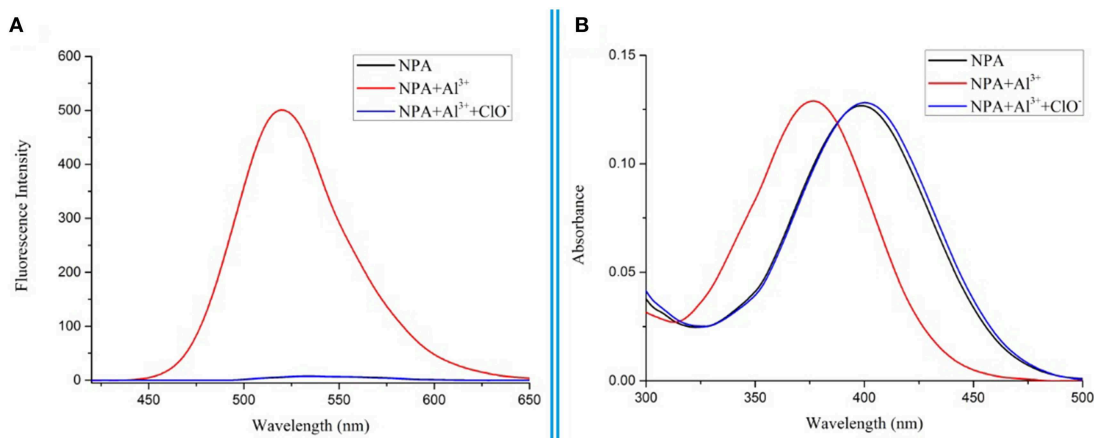 A
B
600
500
400
300
200
100
0
Fluorescence Intensity
NPA
NPA+Al³⁺
NPA+Al³⁺+ClO⁻
450
500
550
600
650
Wavelength (nm)
0.15
0.10
0.05
0.00
Absorbance
NPA
NPA+Al³⁺
NPA+Al³⁺+ClO⁻
300
350
400
450
500
Wavelength (nm)